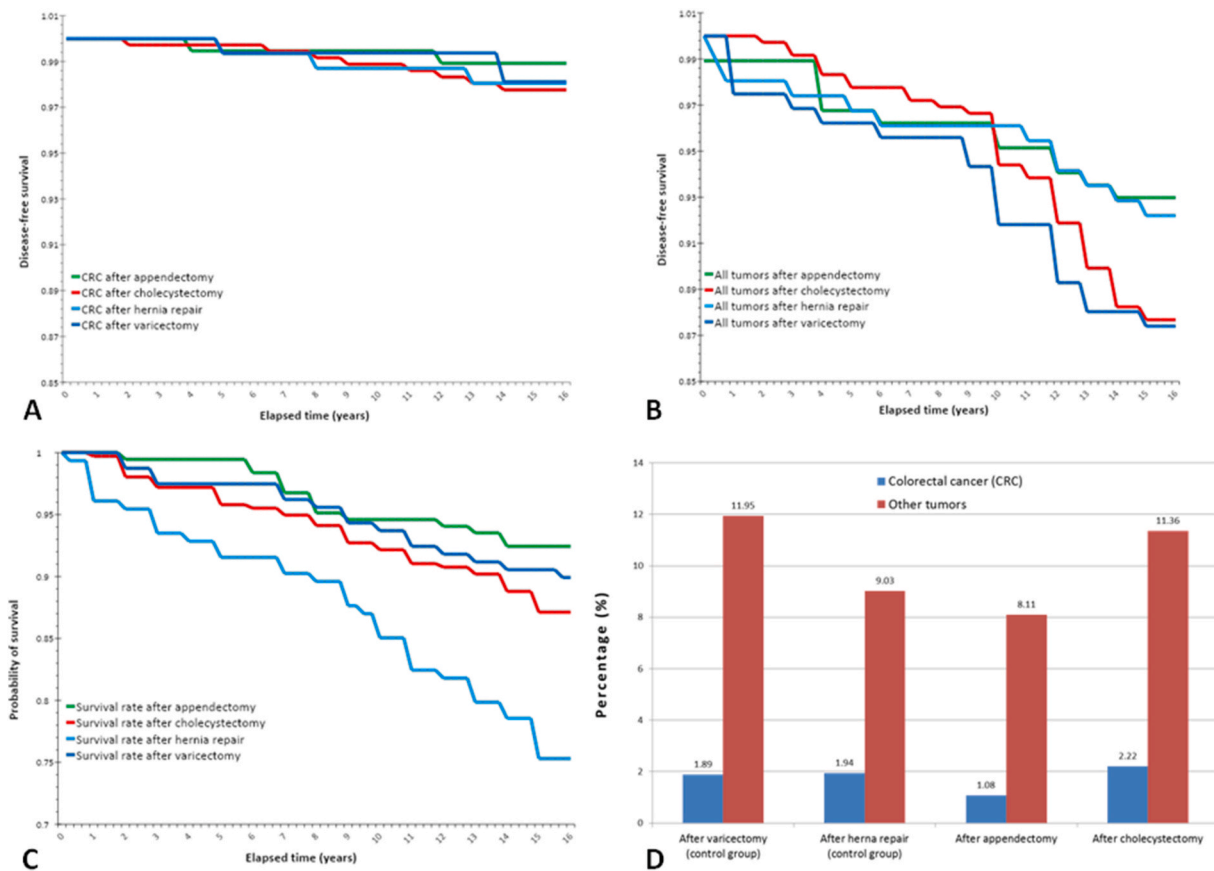 1.01
0.99
0.97
0.95
0.93
0.91
0.89
0.87
0.85
Disease-free survival
CRC after appendectomy
CRC after cholecystectomy
CRC after hernia repair
CRC after varicectomy
0 1 2 3 4 5 6 7 8 9 10 11 12 13 14 15 16
Elapsed time (years)
A
1.01
0.99
0.97
0.95
0.93
0.91
0.89
0.87
0.85
Disease-free survival
All tumors after appendectomy
All tumors after cholecystectomy
All tumors after hernia repair
All tumors after varicectomy
0 1 2 3 4 5 6 7 8 9 10 11 12 13 14 15 16
Elapsed time (years)
B
1
0.95
0.9
0.85
0.8
0.75
0.7
Probability of survival
Survival rate after appendectomy
Survival rate after cholecystectomy
Survival rate after hernia repair
Survival rate after varicectomy
0 1 2 3 4 5 6 7 8 9 10 11 12 13 14 15 16
Elapsed time (years)
C
14
12
10
8
6
4
2
0
Percentage (%)
Colorectal cancer (CRC)
Other tumors
1.89 11.95 1.94 9.03 1.08 8.11 2.22 11.36
After varicectomy
(control group)
After herna repair
(control group)
After appendectomy
After cholecystectomy
D